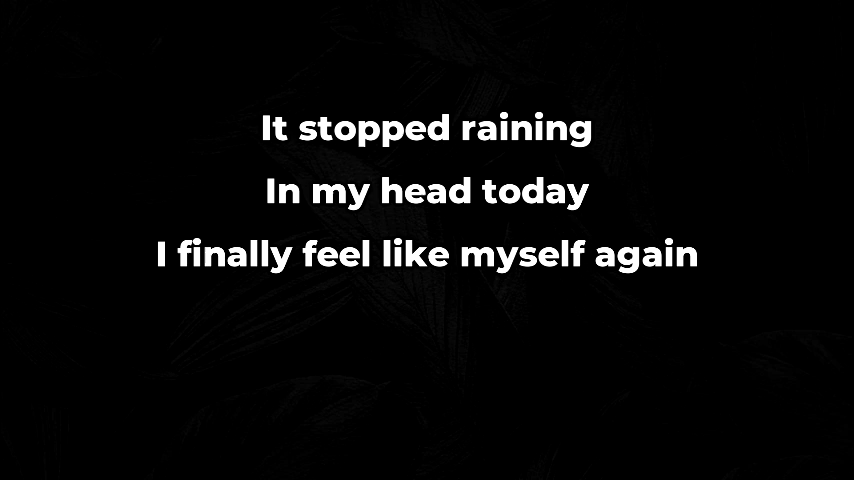 It stopped raining
In my head today
I finally feel like myself again